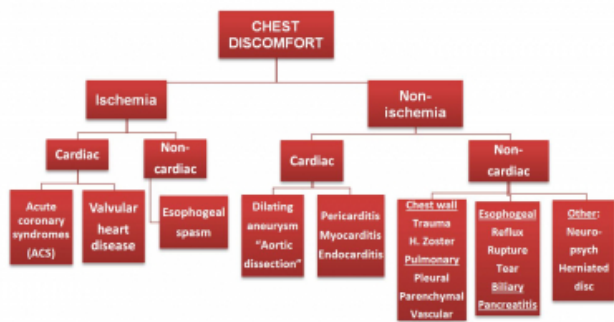 CHEST
DISCOMFORT
Ischemia
Non-
ischemia
Cardiac
Non-
cardiac
Cardiac
Non-
cardiac
Acute
coronary
syndromes
(ACS)
Valvular
heart
disease
Esophogeal
spasm
Dilating
aneurysm
"Aortic
dissection"
Pericarditis
Myocarditis
Endocarditis
Chest wall
Trauma
H. Zoster
Pulmonary
Pleural
Parenchymal
Vascular
Esophogeal
Reflux
Rupture
Tear
Biliary
Pancreatitis
Other:
Neuro-
psych
Herniated
disc